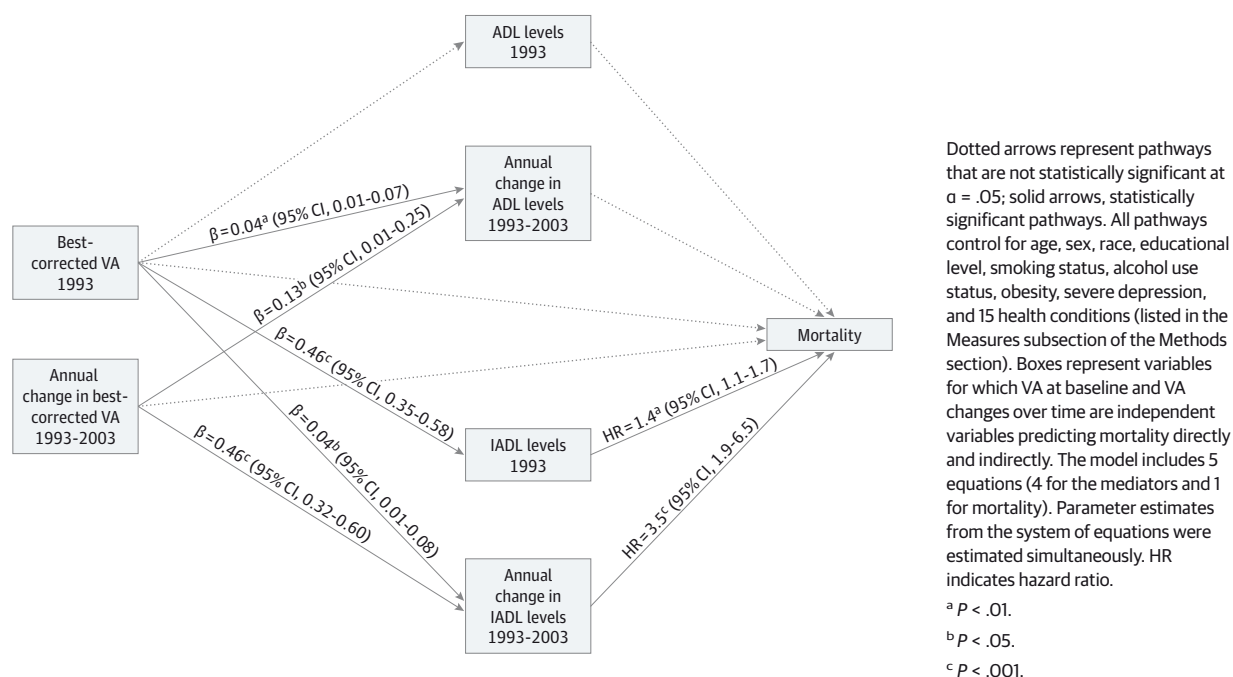 ADL levels
1993
Annual
change in
ADL levels
1993-2003
β=0.04ᵃ (95% CI, 0.01-0.07)
Best-
corrected VA
1993
β=0.13ᵇ (95% CI, 0.01-0.25)
Mortality
β=0.46ᶜ (95% CI, 0.35-0.58)
Annual
change in best-
corrected VA
1993-2003
HR=1.4ᵃ (95% CI, 1.1-1.7)
β=0.04ᵇ (95% CI, 0.01-0.08)
IADL levels
1993
β=0.46ᶜ (95% CI, 0.32-0.60)
HR=3.5ᶜ (95% CI, 1.9-6.5)
Annual
change in
IADL levels
1993-2003
Dotted arrows represent pathways
that are not statistically significant at
α = .05; solid arrows, statistically
significant pathways. All pathways
control for age, sex, race, educational
level, smoking status, alcohol use
status, obesity, severe depression,
and 15 health conditions (listed in the
Measures subsection of the Methods
section). Boxes represent variables
for which VA at baseline and VA
changes over time are independent
variables predicting mortality directly
and indirectly. The model includes 5
equations (4 for the mediators and 1
for mortality). Parameter estimates
from the system of equations were
estimated simultaneously. HR
indicates hazard ratio.
ᵃ P < .01.
ᵇ P < .05.
ᶜ P < .001.